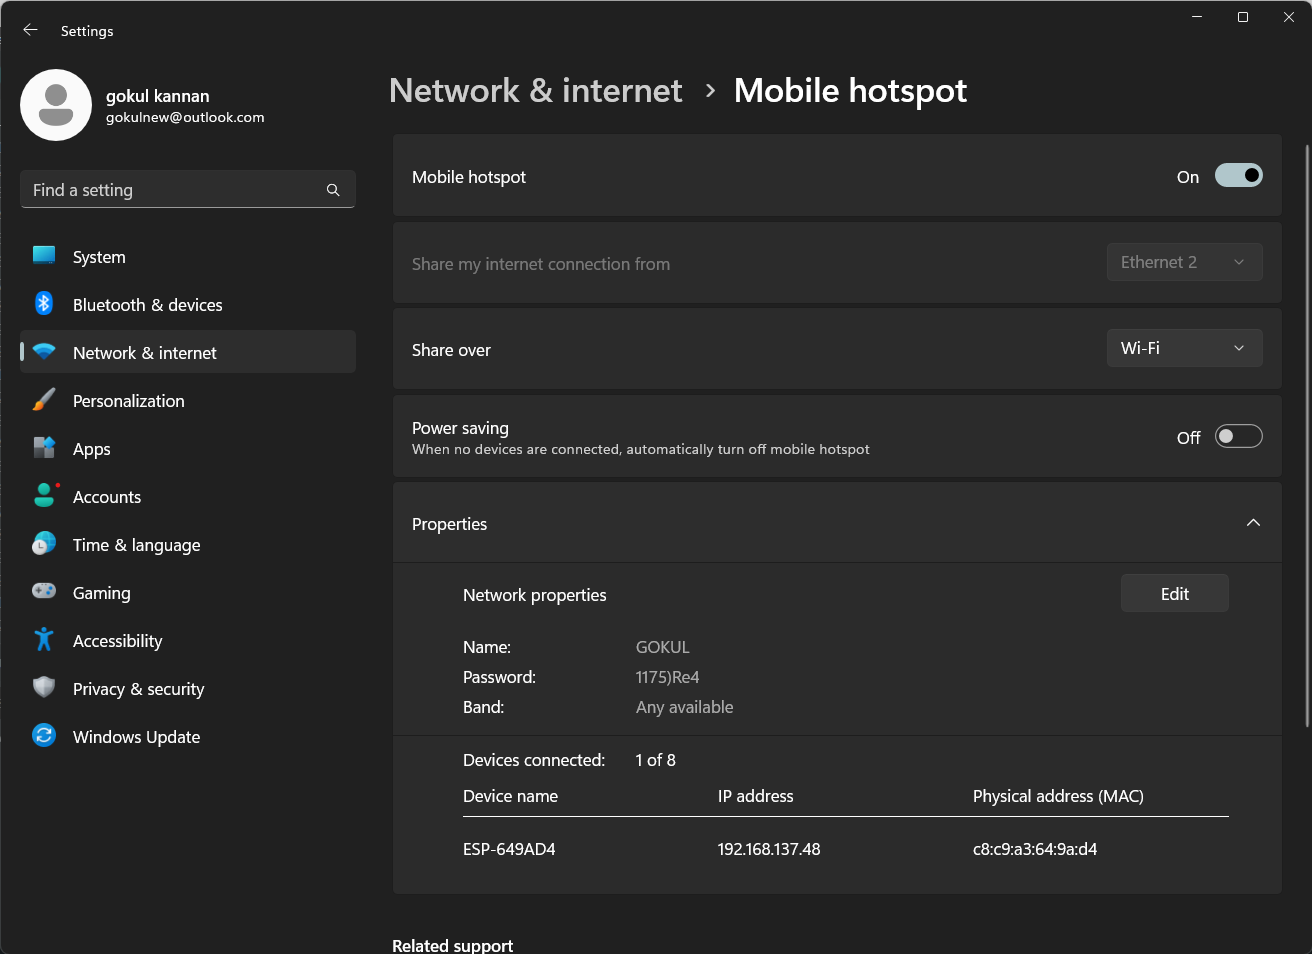 Settings
gokul kannan
gokulnew@outlook.com
Find a setting
System
Bluetooth & devices
Network & internet
Personalization
Apps
Accounts
Time & language
Gaming
Accessibility
Privacy & security
Windows Update
Network & internet > Mobile hotspot
Mobile hotspot On
Share my internet connection from Ethernet 2
Share over Wi-Fi
Power saving
When no devices are connected, automatically turn off mobile hotspot
Off
Properties
Network properties Edit
Name: GOKUL
Password: 1175)Re4
Band: Any available
Devices connected: 1 of 8
Device name IP address Physical address (MAC)
ESP-649AD4 192.168.137.48 c8:c9:a3:64:9a:d4
Related support